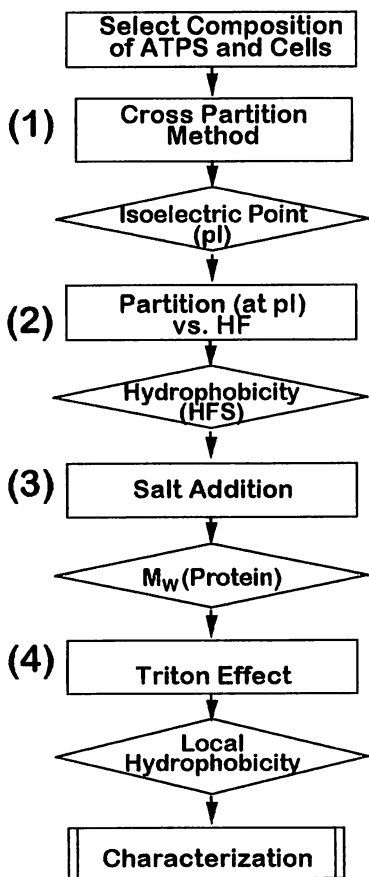 Select Composition
of ATPS and Cells
(1)
Cross Partition
Method
Isoelectric Point
(pI)
(2)
Partition (at pI)
vs. HF
Hydrophobicity
(HFS)
(3)
Salt Addition
Mw(Protein)
(4)
Triton Effect
Local
Hydrophobicity
Characterization